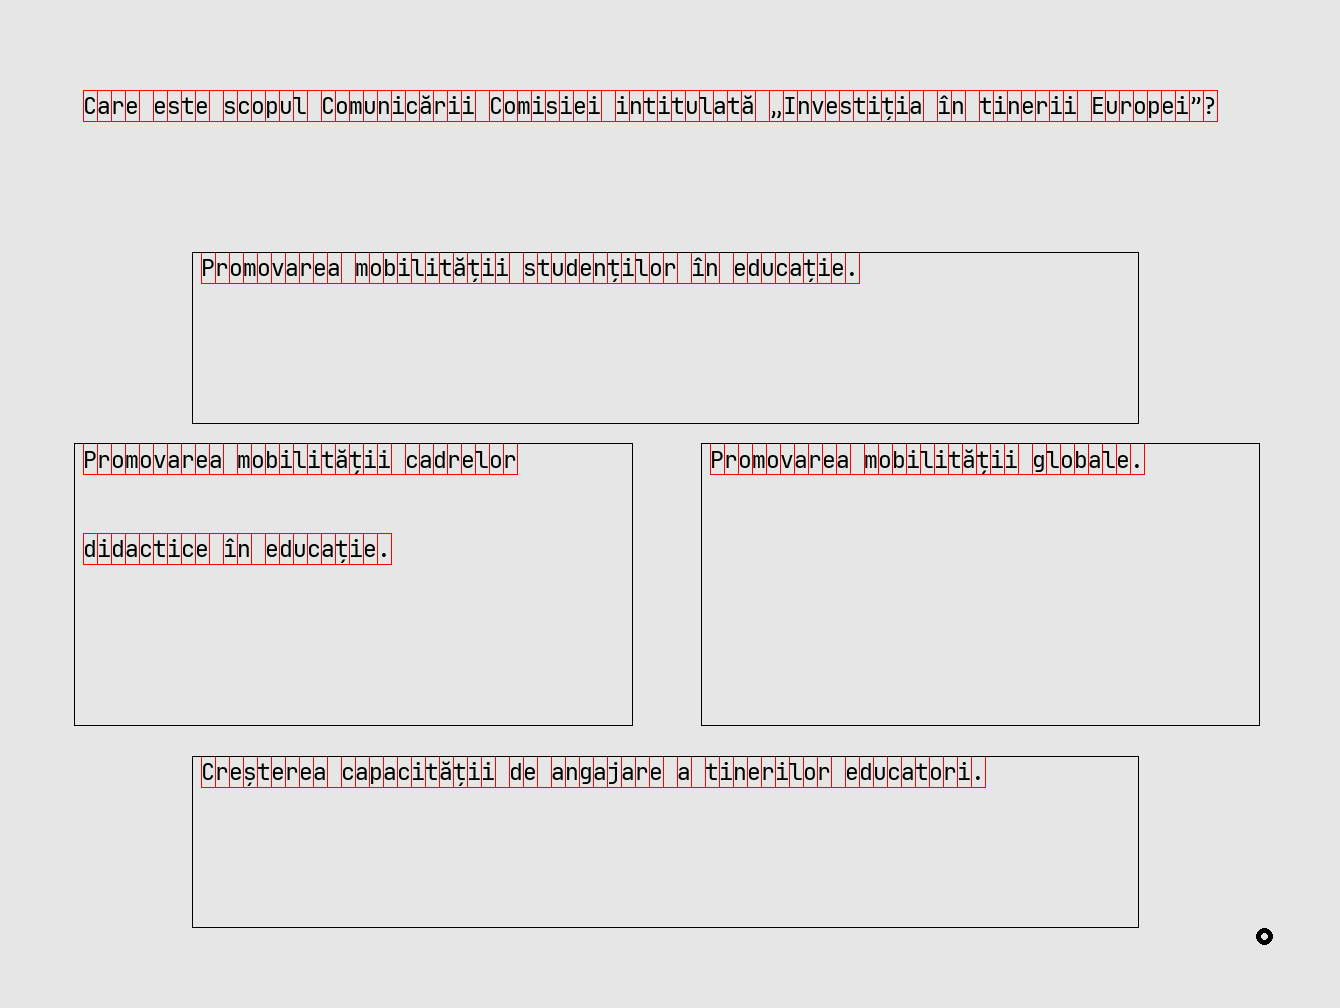 Care este scopul Comunicării Comisiei intitulată „Investiția în tinerii Europei”?
Promovarea mobilității studenților în educație.
Promovarea mobilității cadrelor
didactice în educație.
Promovarea mobilității globale.
Creșterea capacității de angajare a tinerilor educatori.